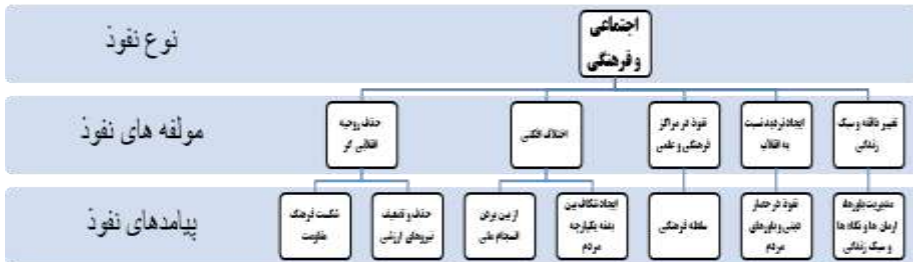 نوع نفوذ
اجتماعی
و فرهنگی
مولفه های نفوذ
تغییر ذائقه و سبک
زندگی
ایجاد تردید نسبت
به انقلاب
نفوذ در مراکز
فرهنگی و علمی
اختلاف افکنی
حذف روحیه
انقلابی گر
پیامدهای نفوذ
مدیریت باورها،
آرمان ها و نگاه ها
و سبک زندگی
نفوذ در حصار
دینی و باورهای
مردم
سلطه فرهنگی
ایجاد شکاف بین
بدنه یکپارچه
مردم
از بین بردن
انسجام ملی
حذف و تضعیف
نیروهای ارزشی
شکست فرهنگ
مقاومت